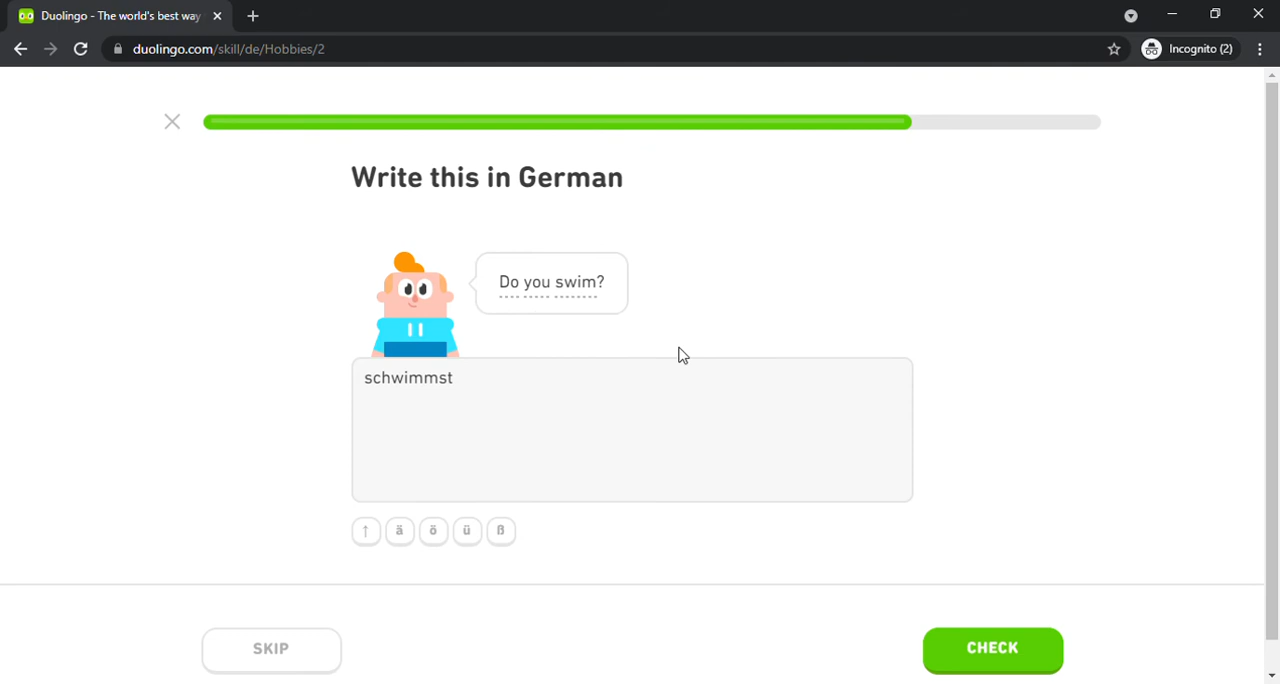 Duolingo - The world's best way
duolingo.com/skill/de/Hobbies/2
Incognito (2)
Write this in German
Do you swim?
schwimmst
↑ ä ö ü ß
SKIP
CHECK